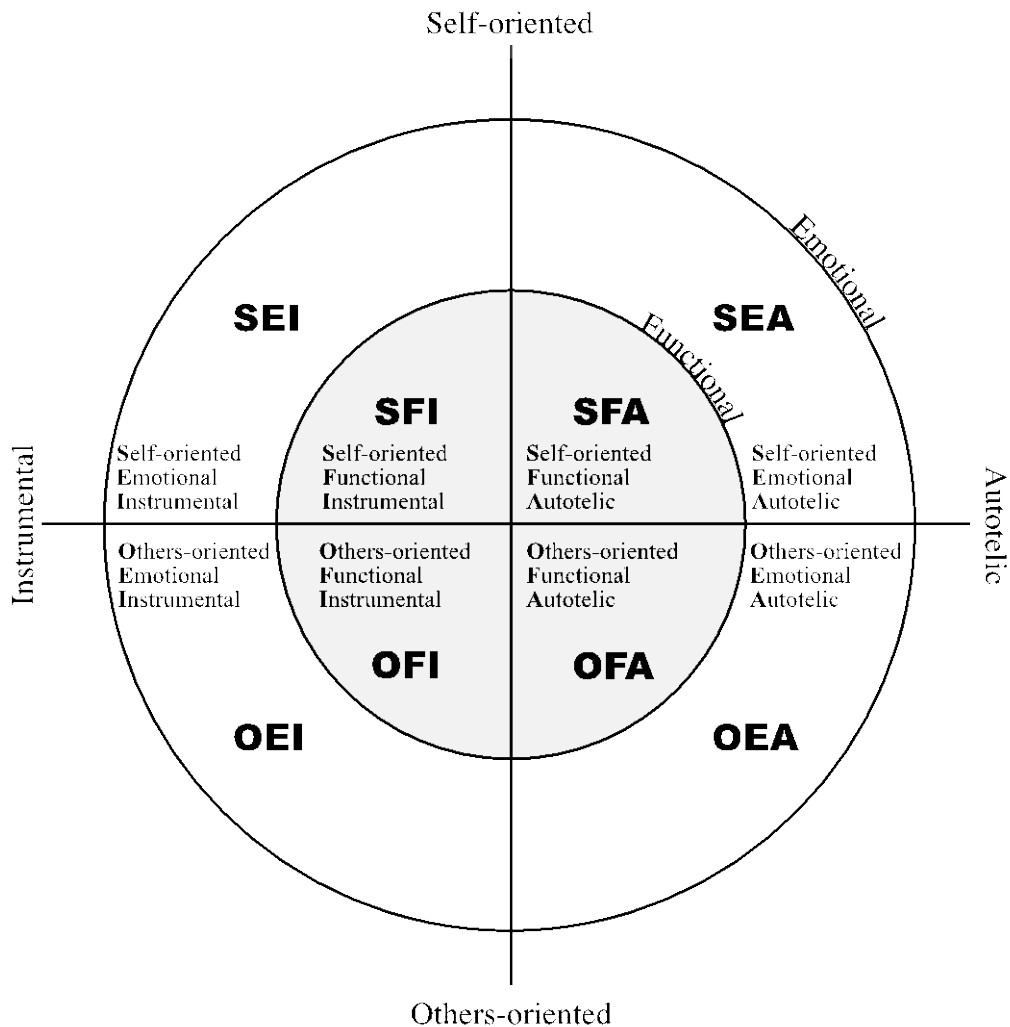 Self-oriented
Emotional
SEI
SEA
Functional
SFI
SFA
Self-oriented
Emotional
Instrumental
Self-oriented
Functional
Instrumental
Self-oriented
Functional
Autotelic
Self-oriented
Emotional
Autotelic
Instrumental
Autotelic
Others-oriented
Emotional
Instrumental
Others-oriented
Functional
Instrumental
Others-oriented
Functional
Autotelic
Others-oriented
Emotional
Autotelic
OFI
OFA
OEI
OEA
Others-oriented